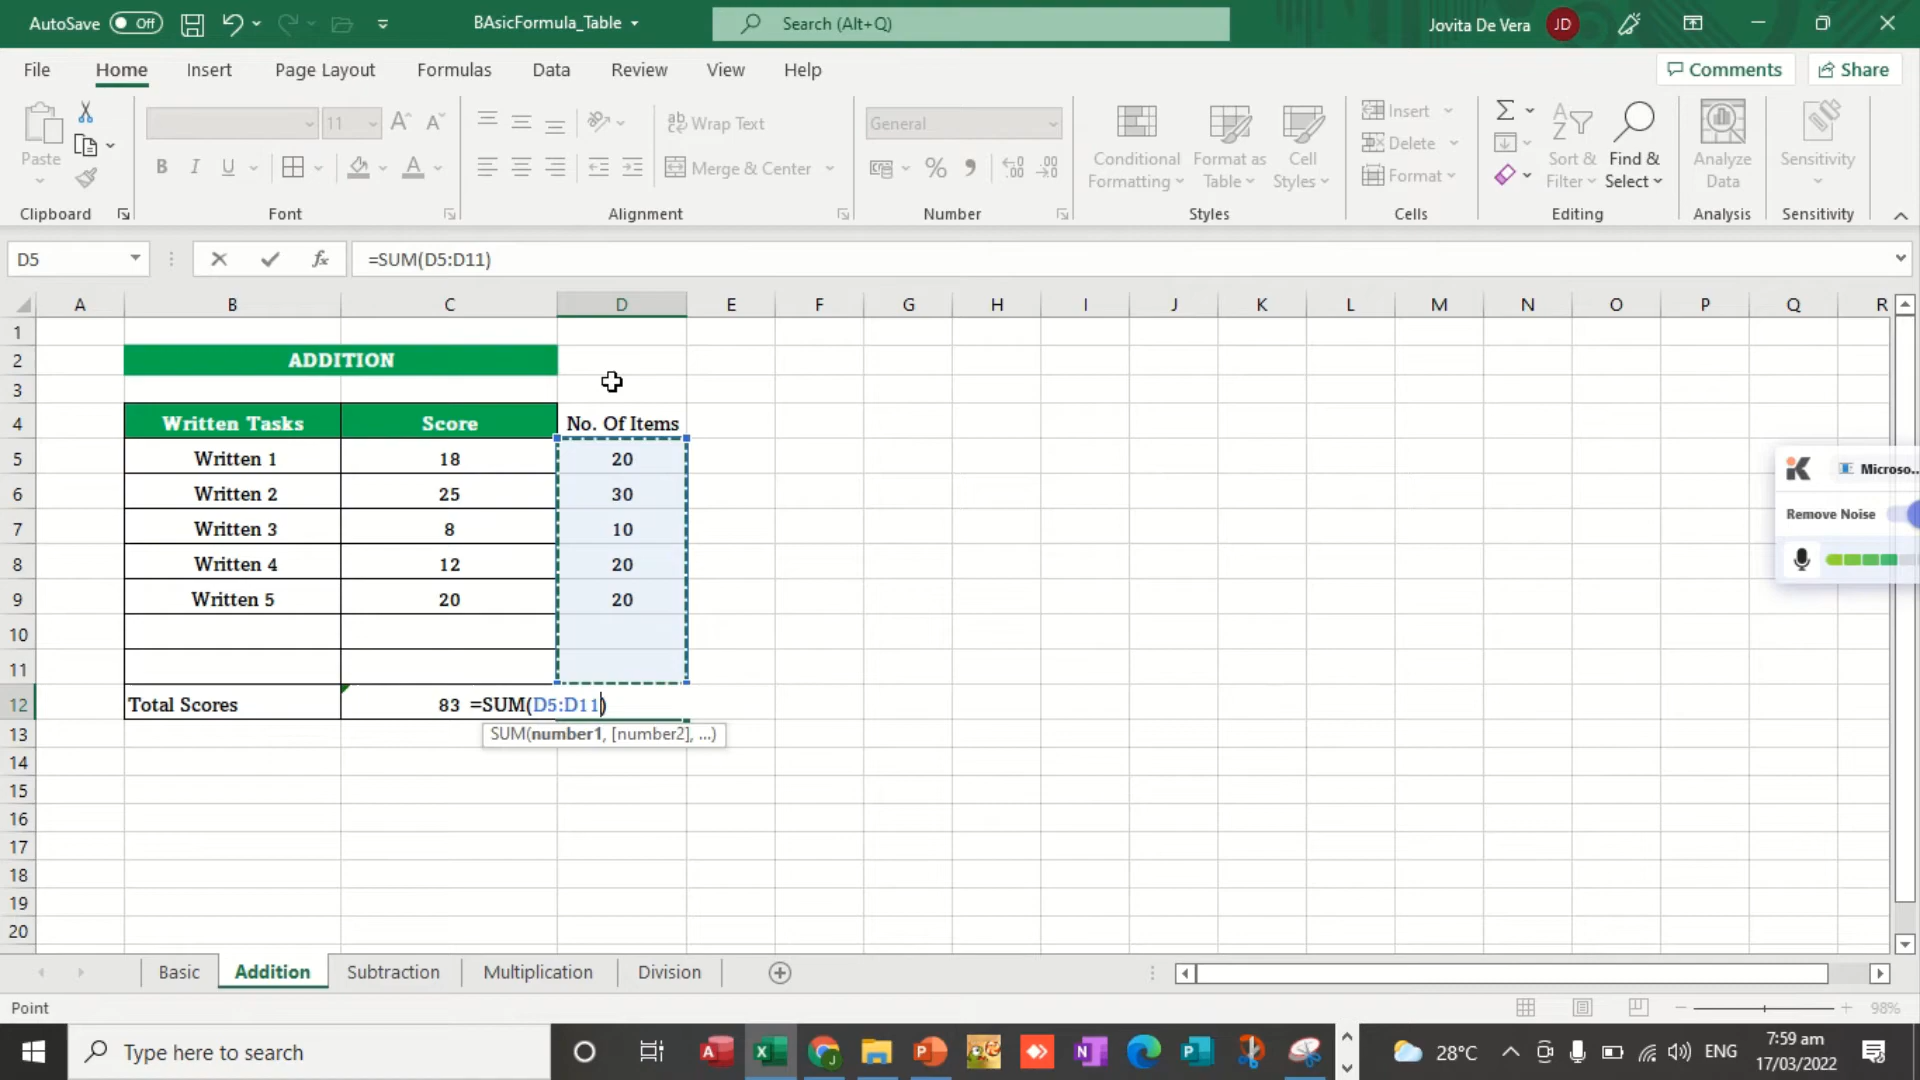 AutoSave Off BAsicFormula_Table Search (Alt+Q) Jovita De Vera JD
File Home Insert Page Layout Formulas Data Review View Help Comments Share
Paste 11 A A Wrap Text General Insert
B I U A Merge & Center % Conditional Formatting Format as Table Cell Styles Delete Format Sort & Filter Find & Select Analyze Data Sensitivity
Clipboard Font Alignment Number Styles Cells Editing Analysis Sensitivity
D5 fx =SUM(D5:D11)
A B C D E F G H I J K L M N O P Q R
1
2 ADDITION
3
4 Written Tasks Score No. Of Items
5 Written 1 18 20
6 Written 2 25 30
7 Written 3 8 10
8 Written 4 12 20
9 Written 5 20 20
10
11
12 Total Scores 83 =SUM(D5:D11)
13 SUM(number1, [number2], ...)
14
15
16
17
18
19
20
Microso...
Remove Noise
Basic Addition Subtraction Multiplication Division
Point 98%
Type here to search 28°C ENG 7:59 am
17/03/2022